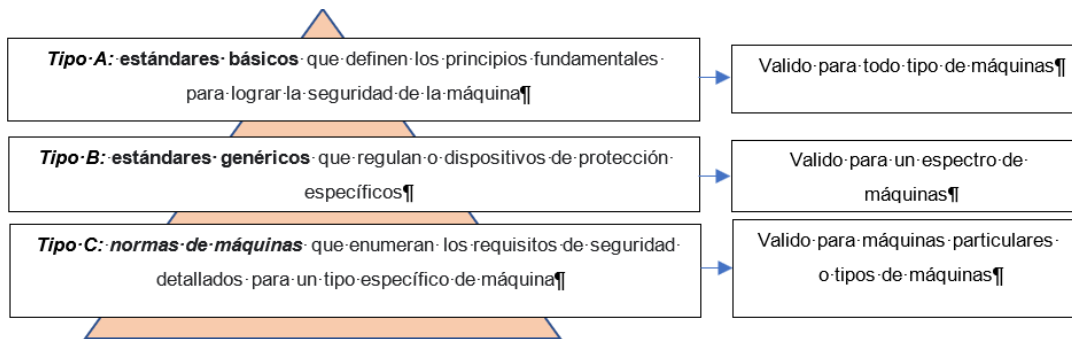 Tipo A: estándares básicos que definen los principios fundamentales
para lograr la seguridad de la máquina¶
Valido para todo tipo de máquinas¶
Tipo B: estándares genéricos que regulan o dispositivos de protección
específicos¶
Valido para un espectro de
máquinas¶
Tipo C: normas de máquinas que enumeran los requisitos de seguridad
detallados para un tipo específico de máquina¶
Valido para máquinas particulares
o tipos de máquinas¶